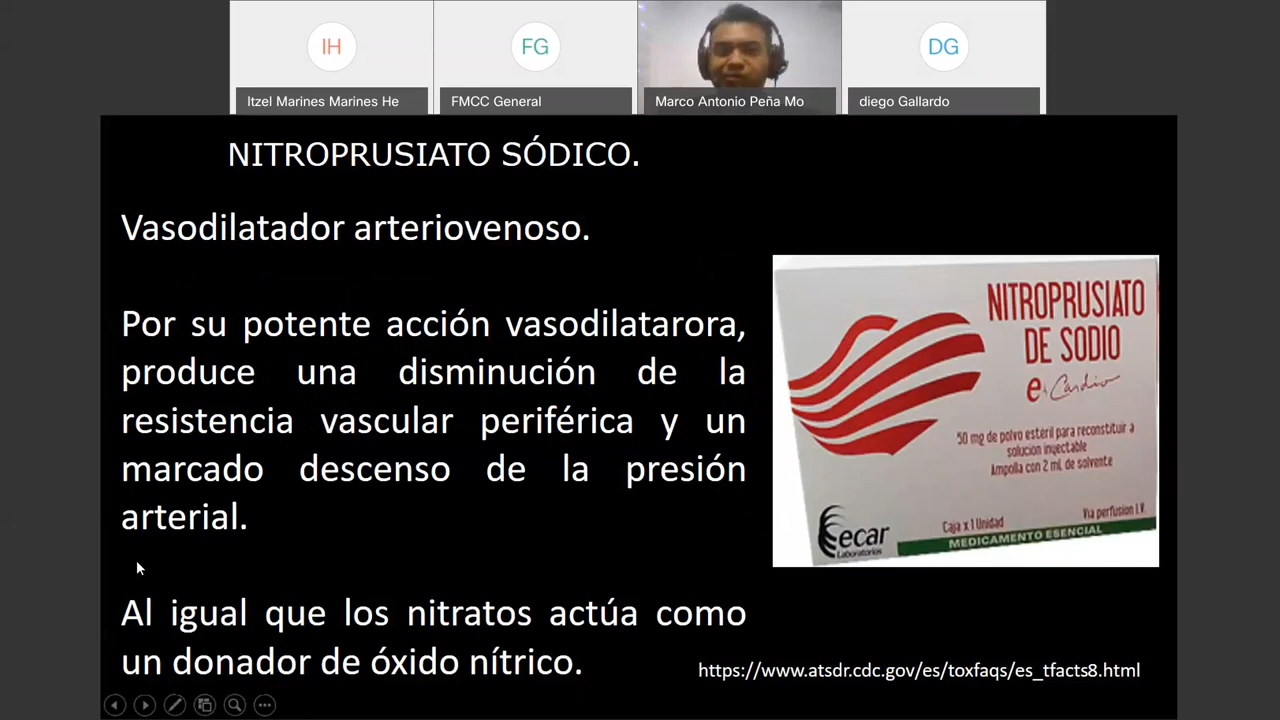 IH
FG
DG
Itzel Marines Marines He
FMCC General
Marco Antonio Peña Mo
diego Gallardo
NITROPRUSIATO SÓDICO.
Vasodilatador arteriovenoso.
Por su potente acción vasodilatarora,
produce una disminución de la
resistencia vascular periférica y un
marcado descenso de la presión
arterial.
Al igual que los nitratos actúa como
un donador de óxido nítrico.
NITROPRUSIATO
DE SODIO
e+Cardio
50 mg de polvo estéril para reconstituir a
solución inyectable
Ampolla con 2 mL de solvente
ecar
Laboratorios
Caja x 1 Unidad
Vía perfusion I.V.
MEDICAMENTO ESENCIAL
https://www.atsdr.cdc.gov/es/toxfaqs/es_tfacts8.html